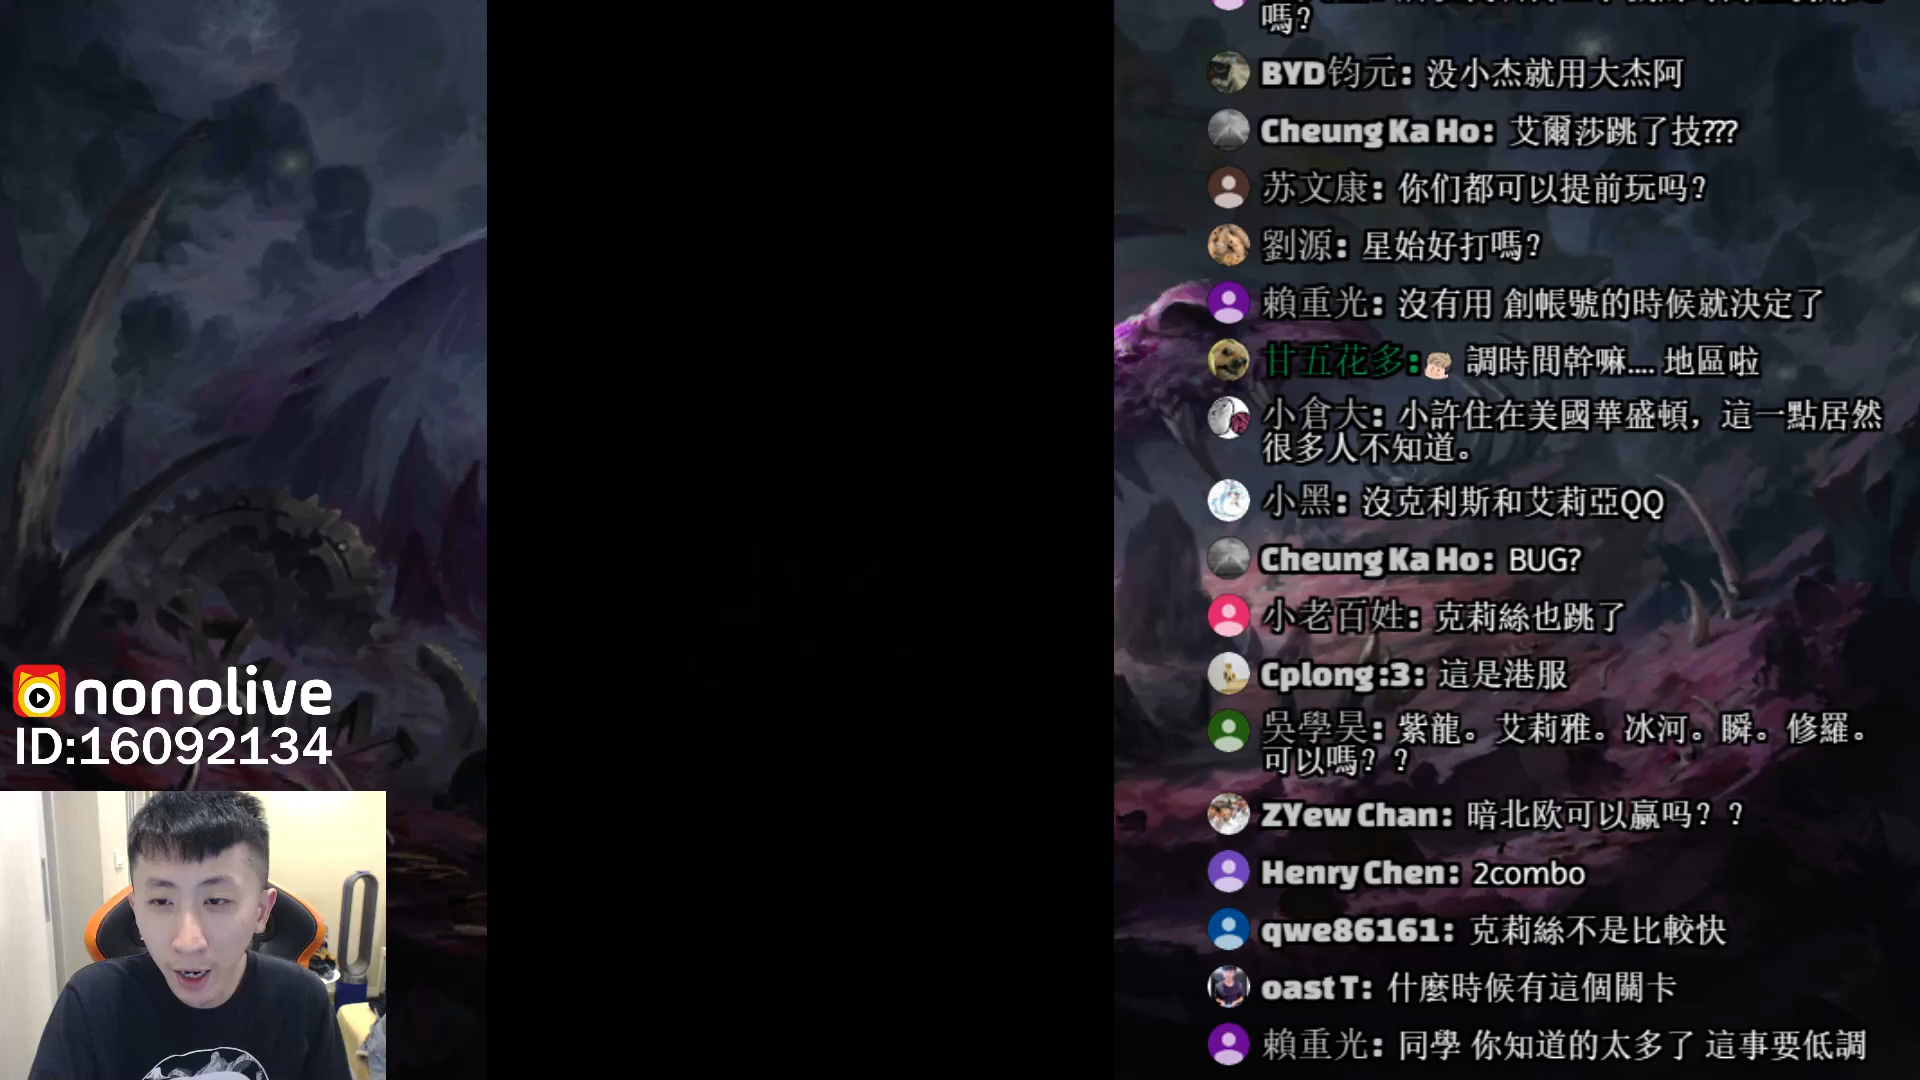 嗎?
BYD钧元: 没小杰就用大杰阿
Cheung Ka Ho: 艾爾莎跳了技???
苏文康: 你们都可以提前玩吗?
劉源: 星始好打嗎?
賴重光: 沒有用 創帳號的時候就決定了
廿五花多: 調時間幹嘛.... 地區啦
小倉大: 小許住在美國華盛頓，這一點居然
很多人不知道。
小黑: 沒克利斯和艾莉亞QQ
Cheung Ka Ho: BUG?
小老百姓: 克莉絲也跳了
Cplong :3: 這是港服
吳學昊: 紫龍。艾莉雅。冰河。瞬。修羅。
可以嗎? ?
ZYew Chan: 暗北欧可以赢吗? ?
Henry Chen: 2combo
qwe86161: 克莉絲不是比較快
oast T: 什麼時候有這個關卡
賴重光: 同學 你知道的太多了 這事要低調
nonolive
ID:16092134